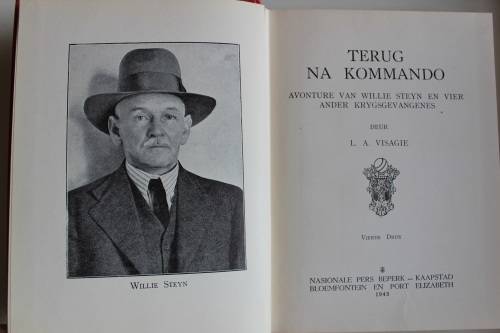 WILLIE STEYN
TERUG
NA KOMMANDO
AVONTURE VAN WILLIE STEYN EN VIER
ANDER KRYGSGEVANGENES
DEUR
L. A. VISAGIE
VIERDE DRUK
NASIONALE PERS BEPERK — KAAPSTAD
BLOEMFONTEIN EN PORT ELIZABETH
1943